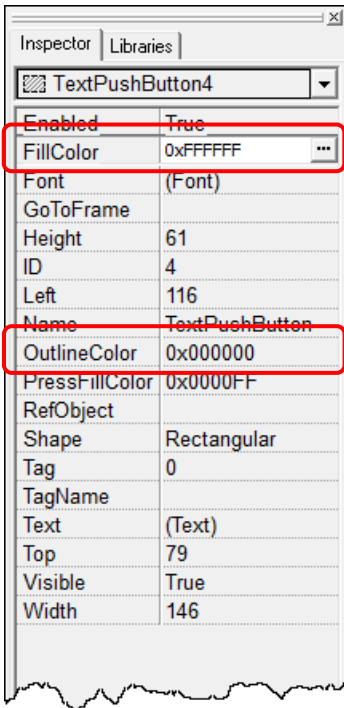 Inspector Libraries
TextPushButton4
Enabled True
FillColor 0xFFFFFF ...
Font (Font)
GoToFrame
Height 61
ID 4
Left 116
Name TextPushButton
OutlineColor 0x000000
PressFillColor 0x0000FF
RefObject
Shape Rectangular
Tag 0
TagName
Text (Text)
Top 79
Visible True
Width 146